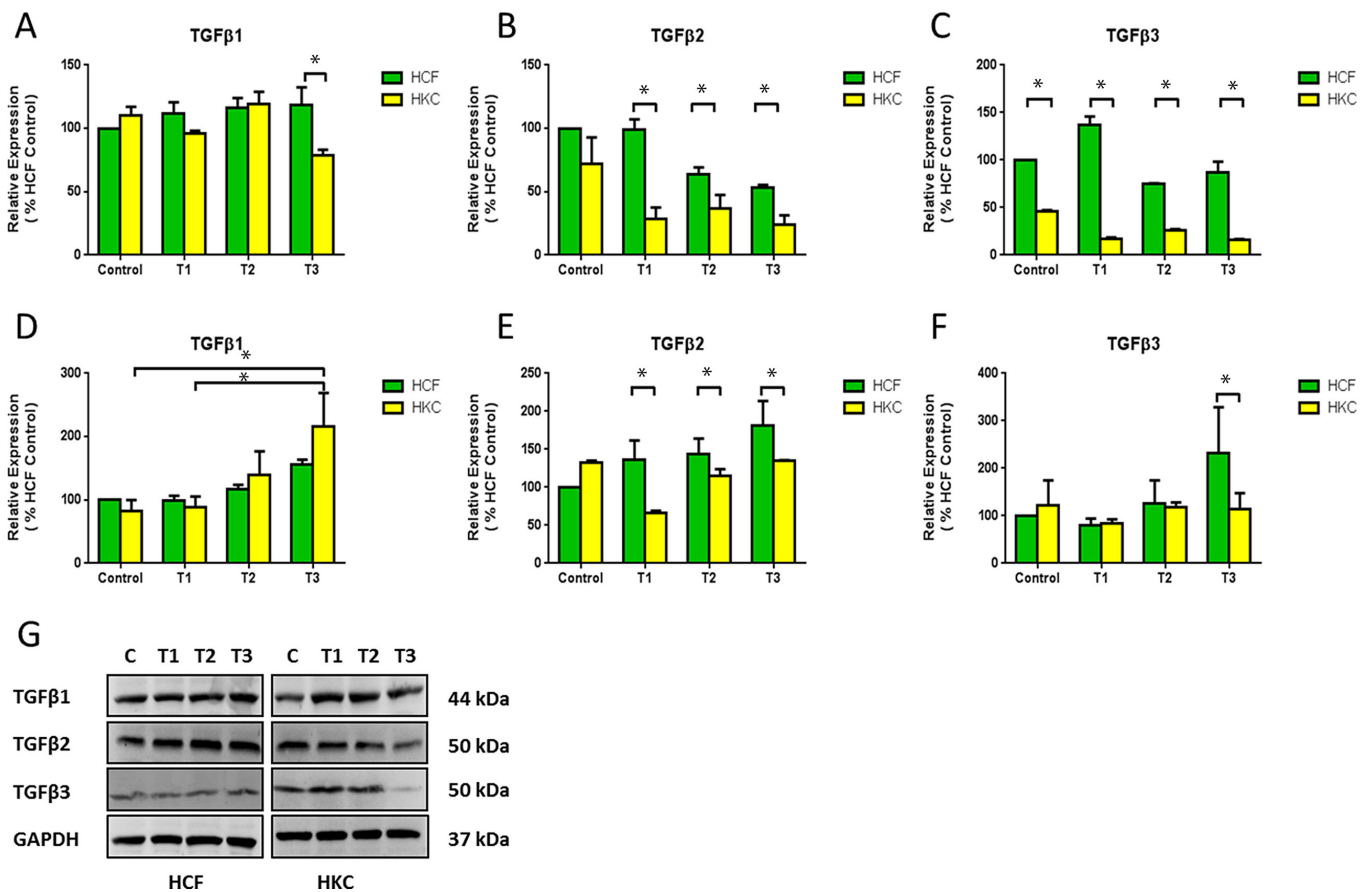 A
TGFβ1
Relative Expression
( % HCF Control)
150
100
50
0
*
HCF
HKC
Control T1 T2 T3
B
TGFβ2
Relative Expression
( % HCF Control)
150
100
50
0
* * *
HCF
HKC
Control T1 T2 T3
C
TGFβ3
Relative Expression
( % HCF Control)
200
150
100
50
0
* * * *
HCF
HKC
Control T1 T2 T3
D
TGFβ1
Relative Expression
( % HCF Control)
300
200
100
0
*
*
HCF
HKC
Control T1 T2 T3
E
TGFβ2
Relative Expression
( % HCF Control)
250
200
150
100
50
0
* * *
HCF
HKC
Control T1 T2 T3
F
TGFβ3
Relative Expression
( % HCF Control)
400
300
200
100
0
*
HCF
HKC
Control T1 T2 T3
G
C T1 T2 T3 C T1 T2 T3
TGFβ1 44 kDa
TGFβ2 50 kDa
TGFβ3 50 kDa
GAPDH 37 kDa
HCF HKC